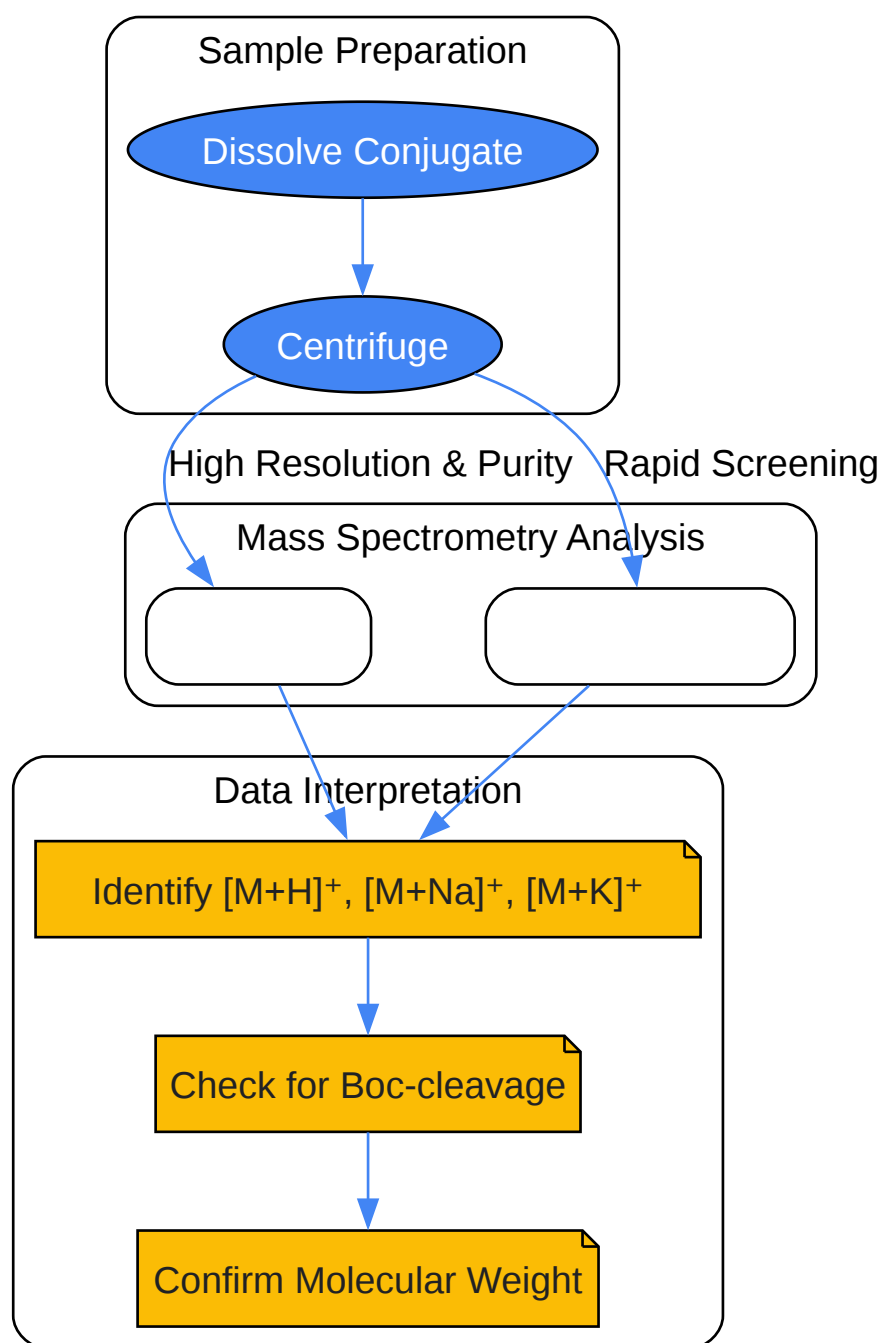 Sample Preparation
Dissolve Conjugate
Centrifuge
High Resolution & Purity
Rapid Screening
Mass Spectrometry Analysis
Data Interpretation
Identify [M+H]⁺, [M+Na]⁺, [M+K]⁺
Check for Boc-cleavage
Confirm Molecular Weight